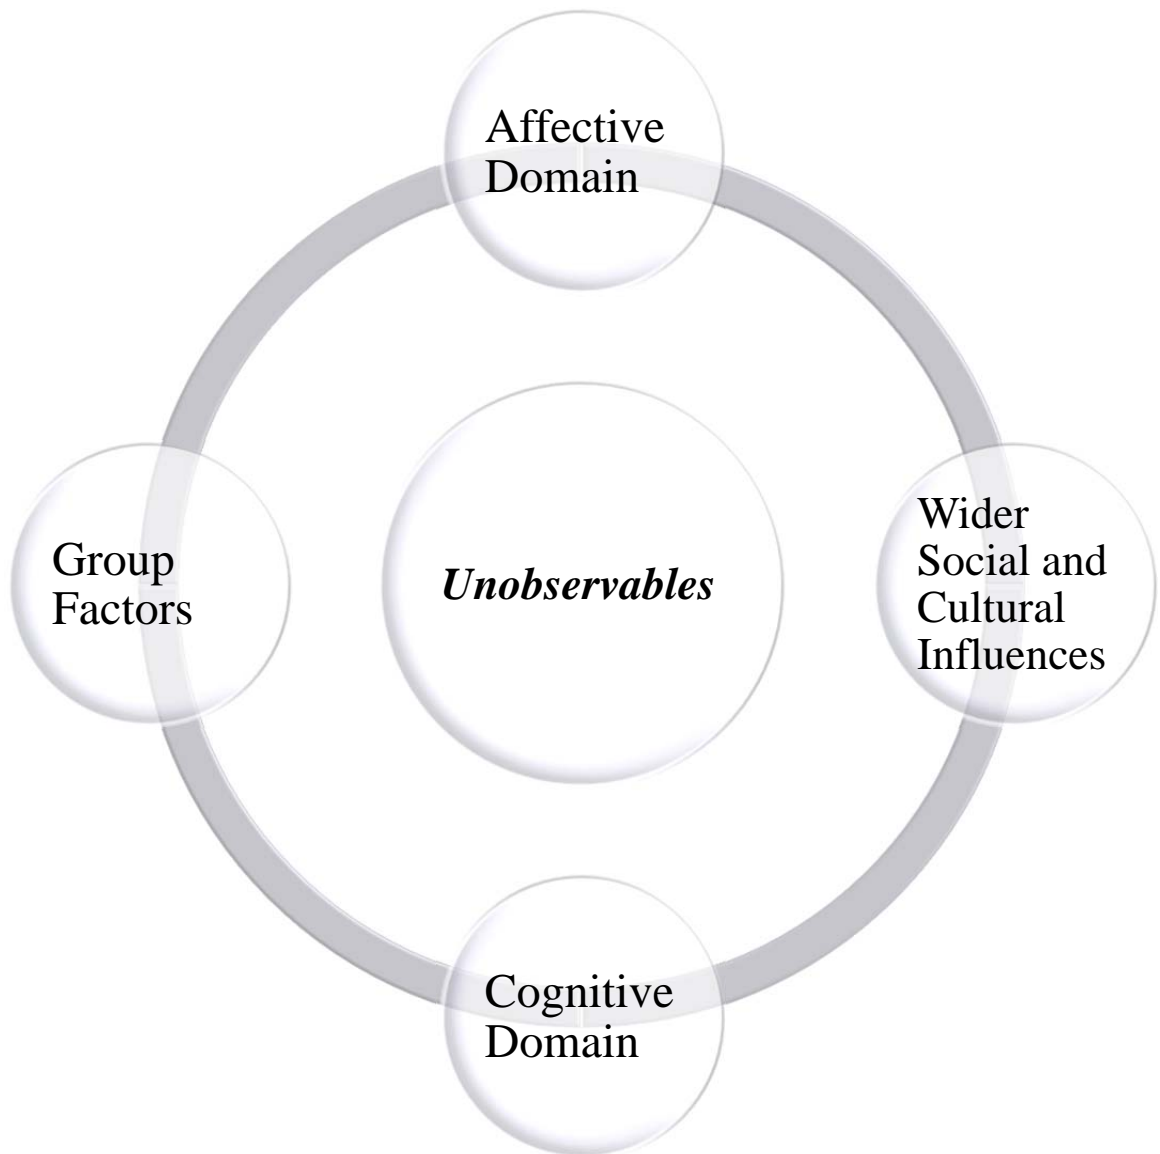 Affective
Domain
Wider
Social and
Cultural
Influences
Group
Factors
Unobservables
Cognitive
Domain